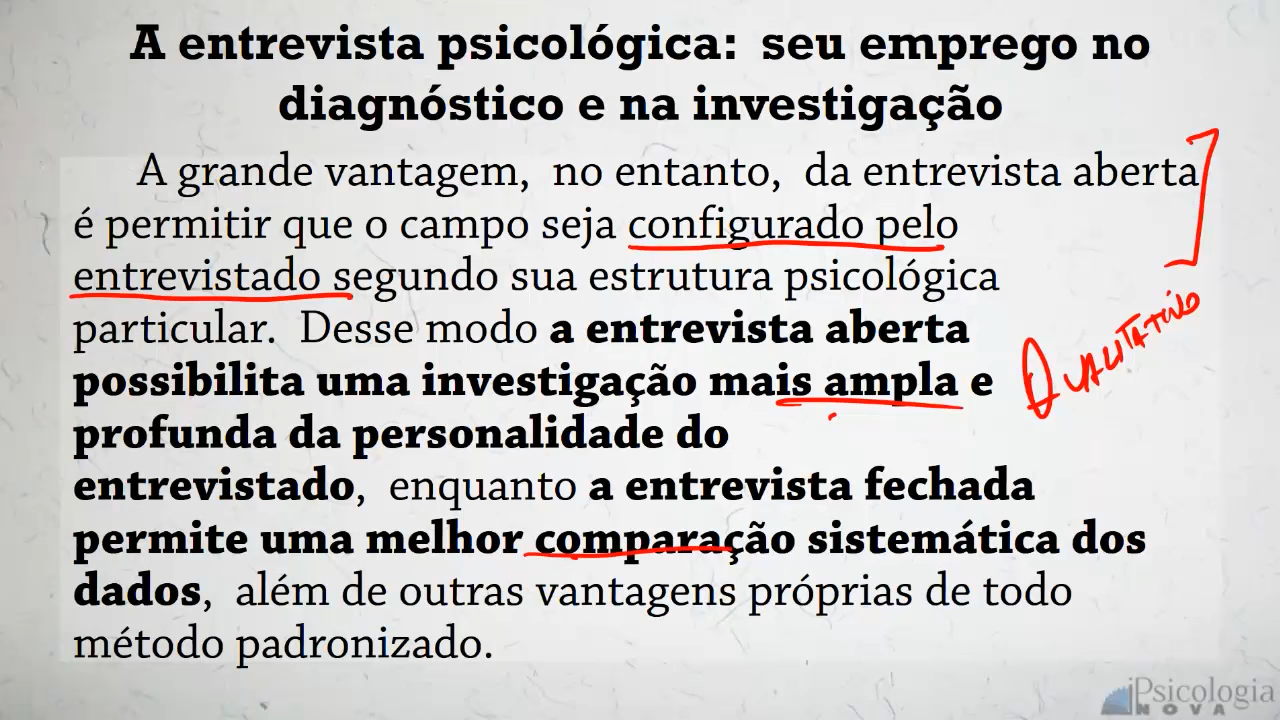 A entrevista psicológica: seu emprego no
diagnóstico e na investigação
A grande vantagem, no entanto, da entrevista aberta
é permitir que o campo seja configurado pelo
entrevistado segundo sua estrutura psicológica
particular. Desse modo a entrevista aberta
possibilita uma investigação mais ampla e
profunda da personalidade do
entrevistado, enquanto a entrevista fechada
permite uma melhor comparação sistemática dos
dados, além de outras vantagens próprias de todo
método padronizado.
QUALITATIVO
Psicologia
NOVA